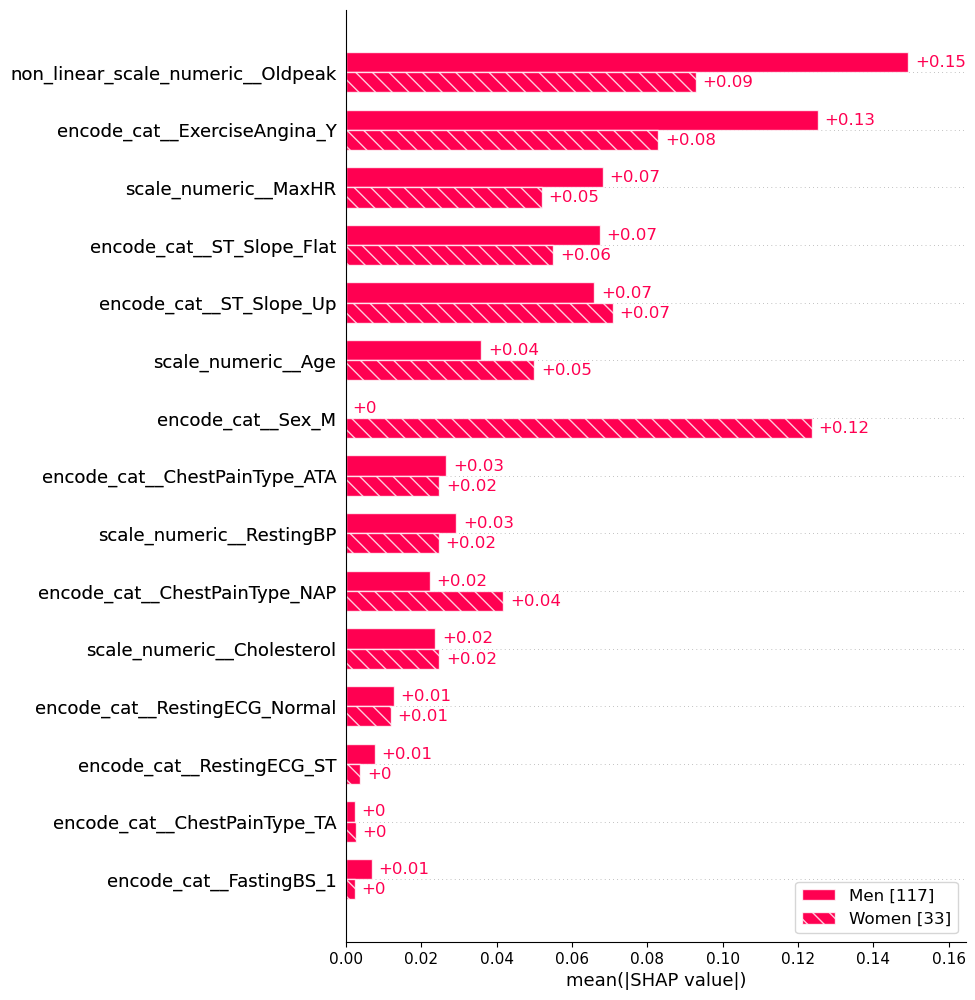 non_linear_scale_numeric__Oldpeak
+0.15
+0.09
encode_cat__ExerciseAngina_Y
+0.13
+0.08
scale_numeric__MaxHR
+0.07
+0.05
encode_cat__ST_Slope_Flat
+0.07
+0.06
encode_cat__ST_Slope_Up
+0.07
+0.07
scale_numeric__Age
+0.04
+0.05
encode_cat__Sex_M
+0
+0.12
encode_cat__ChestPainType_ATA
+0.03
+0.02
scale_numeric__RestingBP
+0.03
+0.02
encode_cat__ChestPainType_NAP
+0.02
+0.04
scale_numeric__Cholesterol
+0.02
+0.02
encode_cat__RestingECG_Normal
+0.01
+0.01
encode_cat__RestingECG_ST
+0.01
+0
encode_cat__ChestPainType_TA
+0
+0
encode_cat__FastingBS_1
+0.01
+0
Men [117]
Women [33]
0.00 0.02 0.04 0.06 0.08 0.10 0.12 0.14 0.16
mean(|SHAP value|)